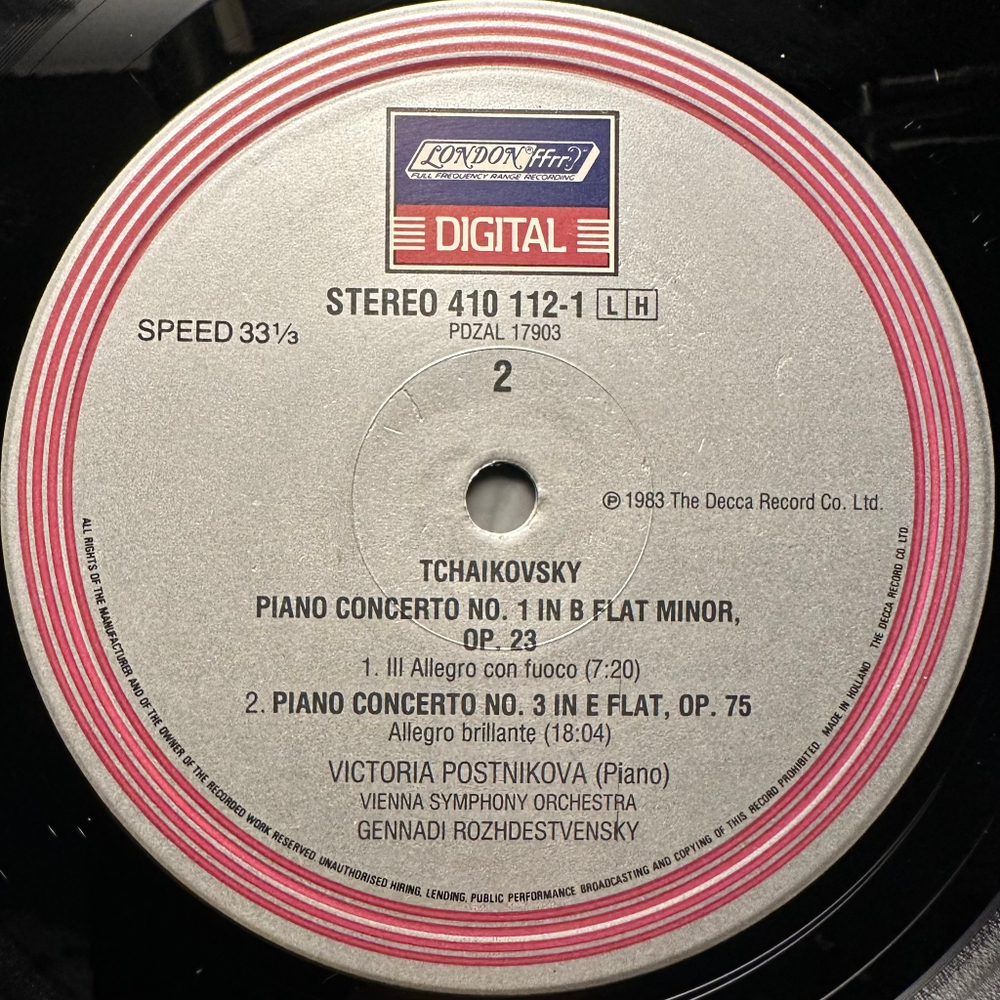 LONDON® ffrr™
FULL FREQUENCY RANGE RECORDING
DIGITAL
STEREO 410 112-1 L H
PDZAL 17903
SPEED 33⅓
2
℗ 1983 The Decca Record Co. Ltd.
TCHAIKOVSKY
PIANO CONCERTO NO. 1 IN B FLAT MINOR,
OP. 23
1. III Allegro con fuoco (7:20)
2. PIANO CONCERTO NO. 3 IN E FLAT, OP. 75
Allegro brillante (18:04)
VICTORIA POSTNIKOVA (Piano)
VIENNA SYMPHONY ORCHESTRA
GENNADI ROZHDESTVENSKY
ALL RIGHTS OF THE MANUFACTURER AND OF THE OWNER OF THE RECORDED WORK RESERVED. UNAUTHORISED HIRING, LENDING, PUBLIC PERFORMANCE BROADCASTING AND COPYING OF THIS RECORD PROHIBITED. MADE IN HOLLAND THE DECCA RECORD CO. LTD.